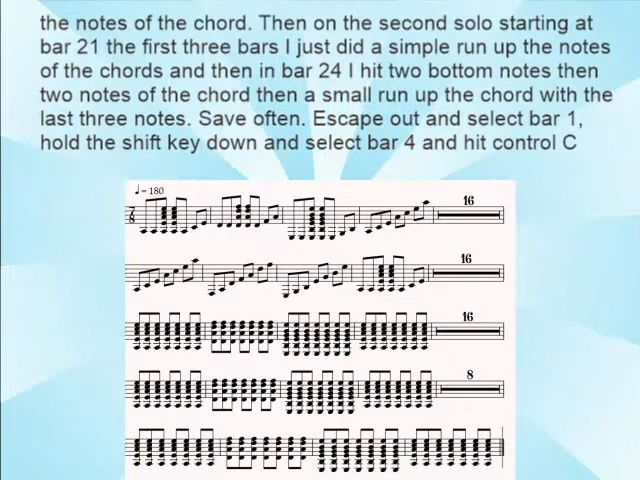 the notes of the chord. Then on the second solo starting at
bar 21 the first three bars I just did a simple run up the notes
of the chords and then in bar 24 I hit two bottom notes then
two notes of the chord then a small run up the chord with the
last three notes. Save often. Escape out and select bar 1,
hold the shift key down and select bar 4 and hit control C
♩ = 180
7
8
16
16
16
8